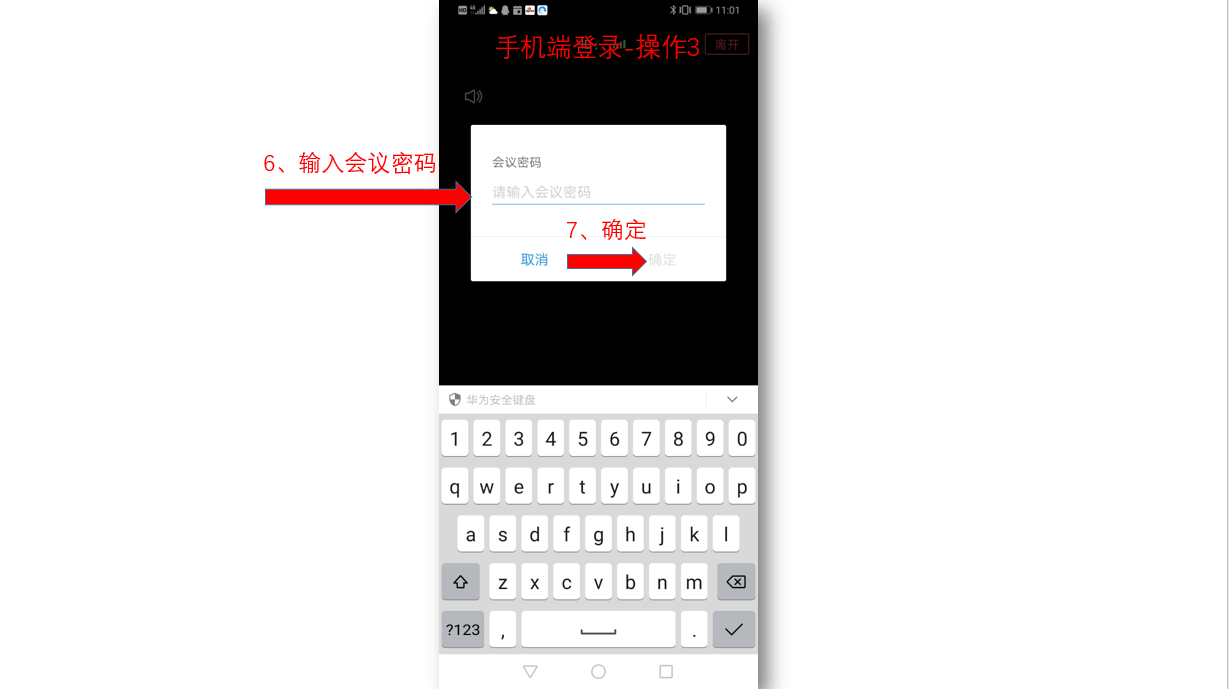 11:01
手机端登录-操作3
离开
6、输入会议密码
会议密码
请输入会议密码
7、确定
取消
确定
华为安全键盘
1 2 3 4 5 6 7 8 9 0
q w e r t y u i o p
a s d f g h j k l
z x c v b n m
?123 , .